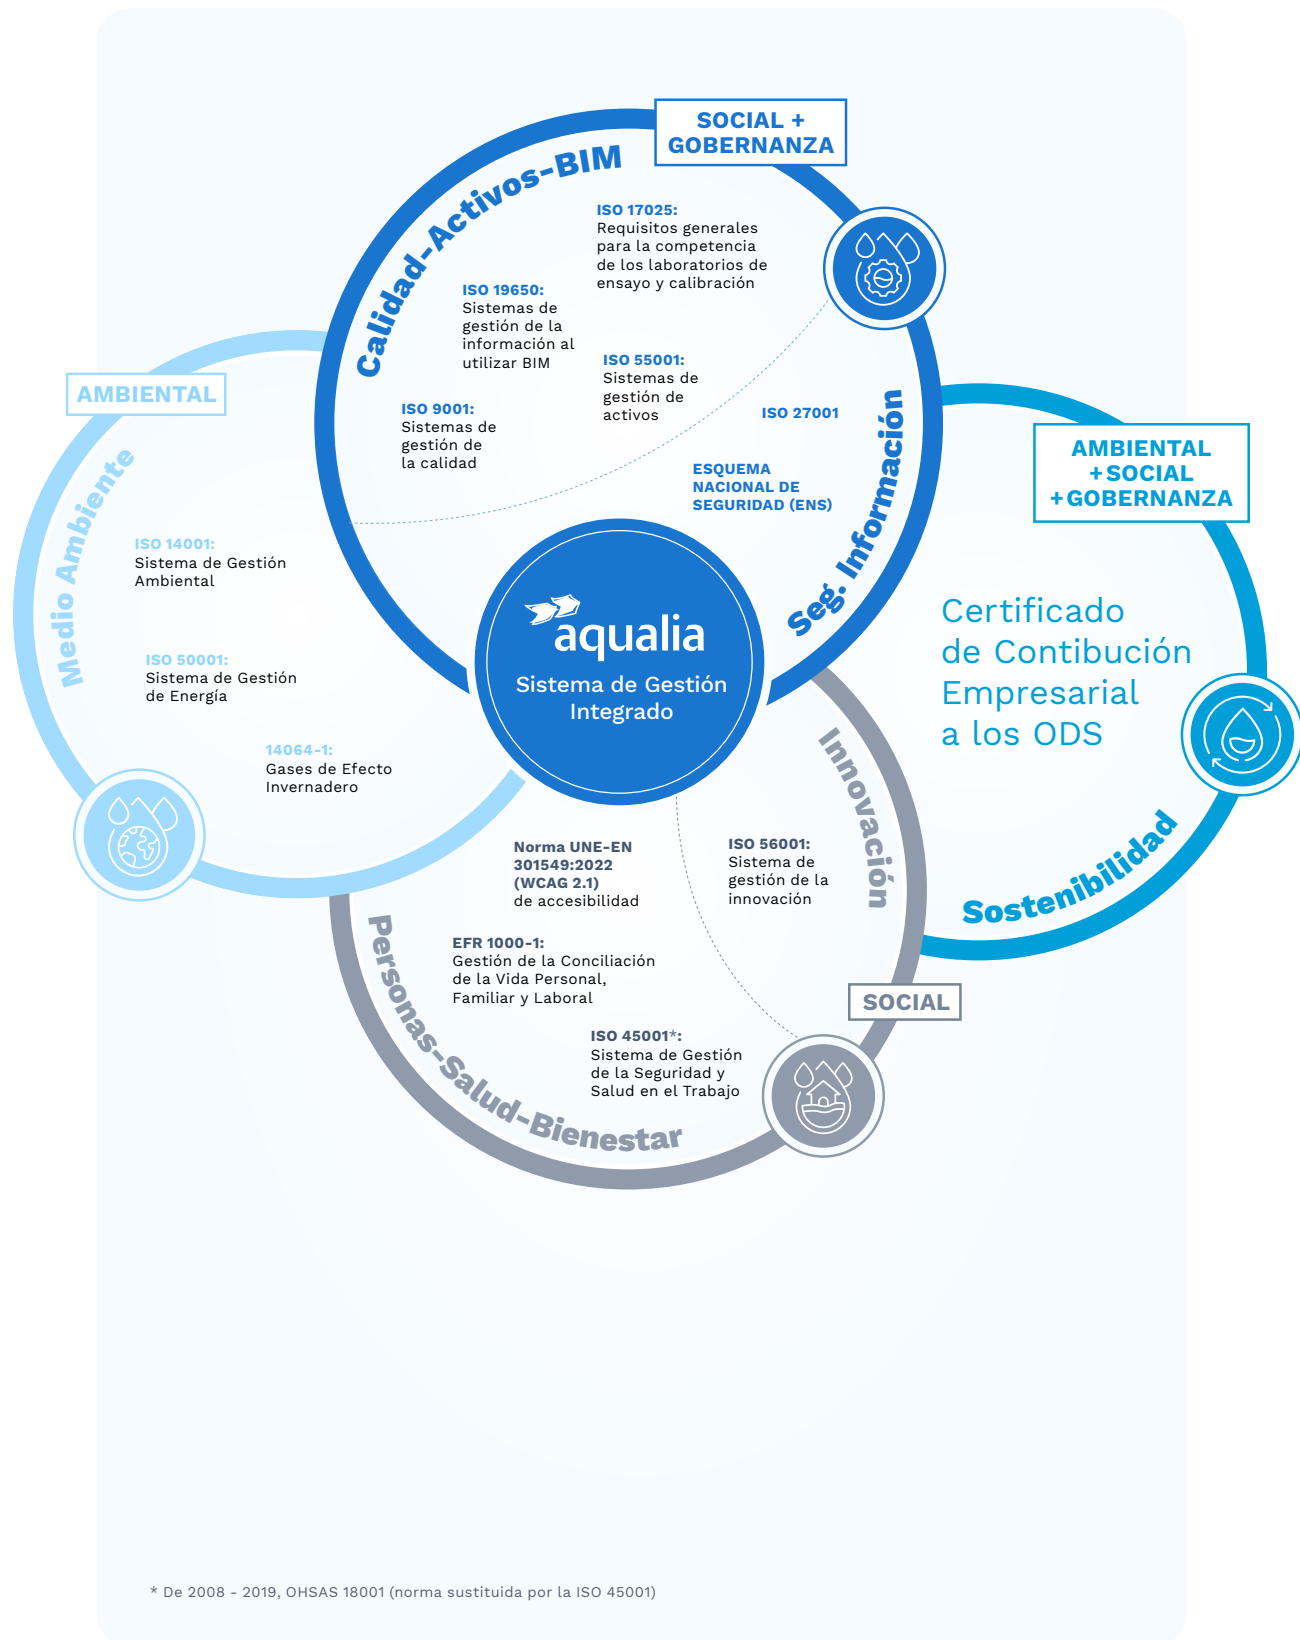 SOCIAL +
GOBERNANZA
Calidad-Activos-BIM
ISO 17025:
Requisitos generales
para la competencia
de los laboratorios de
ensayo y calibración
ISO 19650:
Sistemas de
gestión de la
información al
utilizar BIM
ISO 55001:
Sistemas de
gestión de
activos
ISO 9001:
Sistemas de
gestión de
la calidad
ISO 27001
ESQUEMA
NACIONAL DE
SEGURIDAD (ENS)
Seg. Información
AMBIENTAL
Medio Ambiente
ISO 14001:
Sistema de Gestión
Ambiental
ISO 50001:
Sistema de Gestión
de Energía
14064-1:
Gases de Efecto
Invernadero
aqualia
Sistema de Gestión
Integrado
AMBIENTAL
+SOCIAL
+GOBERNANZA
Certificado
de Contibución
Empresarial
a los ODS
Sostenibilidad
Innovación
ISO 56001:
Sistema de
gestión de la
innovación
Norma UNE-EN
301549:2022
(WCAG 2.1)
de accesibilidad
EFR 1000-1:
Gestión de la Conciliación
de la Vida Personal,
Familiar y Laboral
ISO 45001*:
Sistema de Gestión
de la Seguridad y
Salud en el Trabajo
SOCIAL
Personas-Salud-Bienestar
* De 2008 - 2019, OHSAS 18001 (norma sustituida por la ISO 45001)